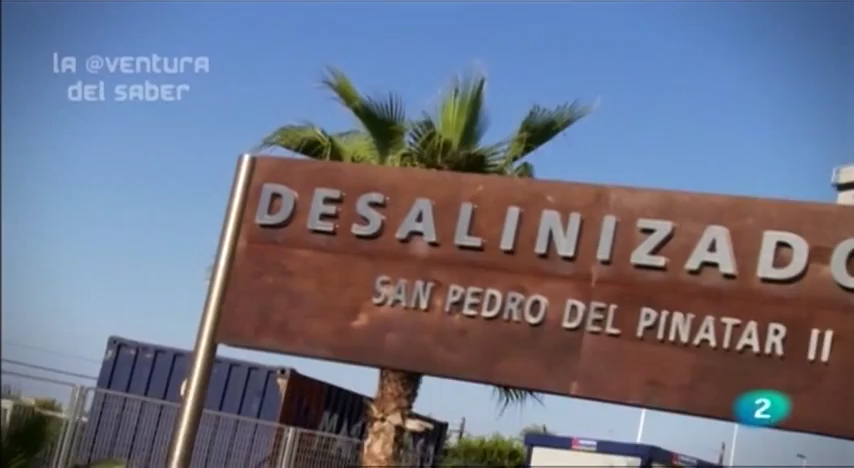 La @ventura
del saber
DESALINIZADO
SAN PEDRO DEL PINATAR II
2